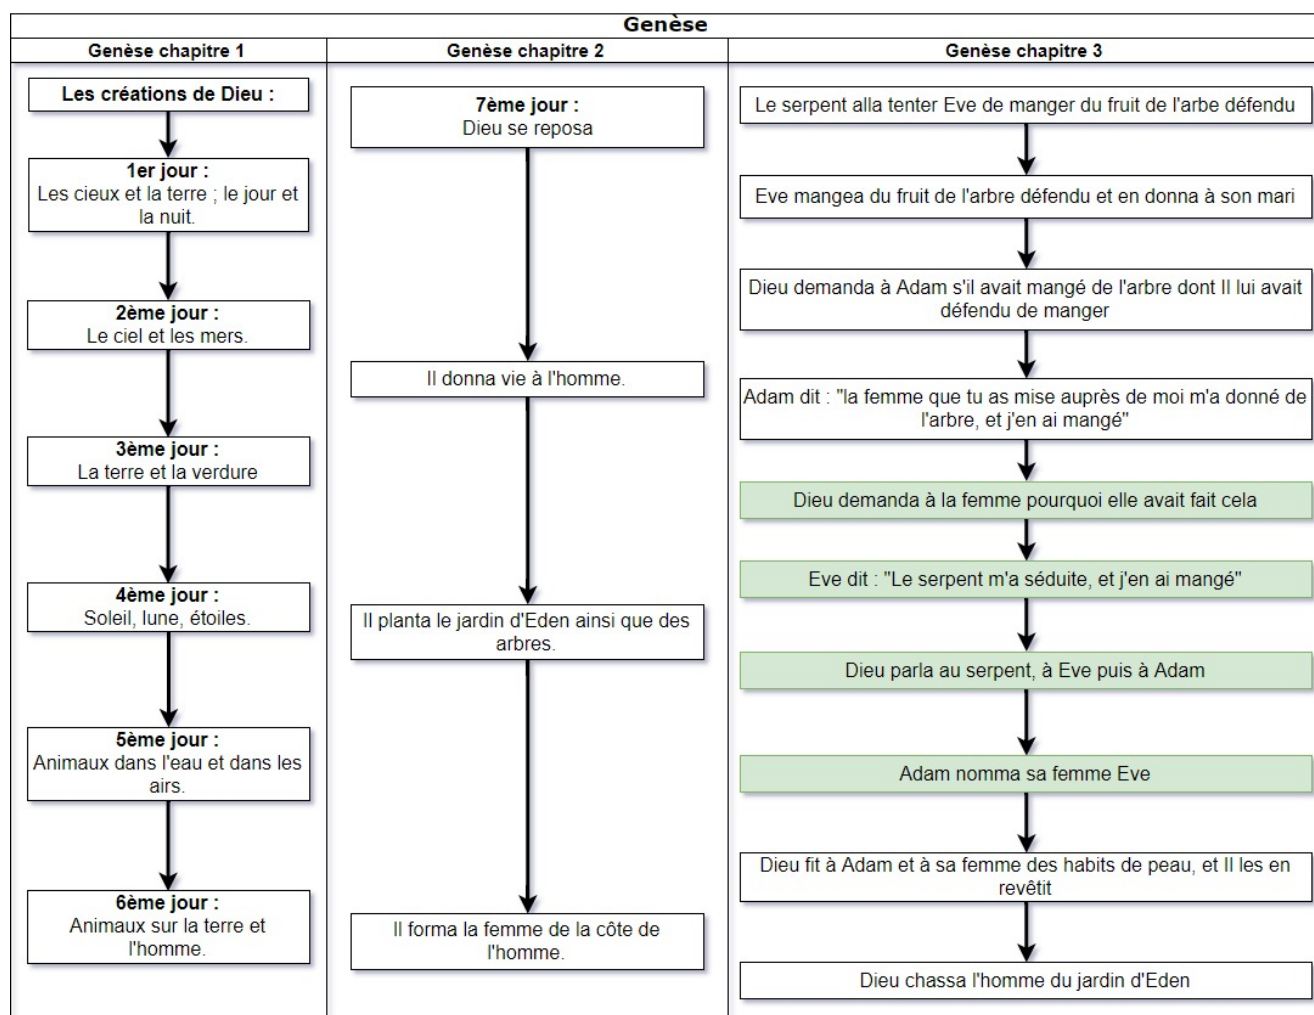 Genèse
Genèse chapitre 1
Les créations de Dieu :
1er jour :
Les cieux et la terre ; le jour et
la nuit.
2ème jour :
Le ciel et les mers.
3ème jour :
La terre et la verdure
4ème jour :
Soleil, lune, étoiles.
5ème jour :
Animaux dans l'eau et dans les
airs.
6ème jour :
Animaux sur la terre et
l'homme.
Genèse chapitre 2
7ème jour :
Dieu se reposa
Il donna vie à l'homme.
Il planta le jardin d'Eden ainsi que des
arbres.
Il forma la femme de la côte de
l'homme.
Genèse chapitre 3
Le serpent alla tenter Eve de manger du fruit de l'arbe défendu
Eve mangea du fruit de l'arbre défendu et en donna à son mari
Dieu demanda à Adam s'il avait mangé de l'arbre dont Il lui avait
défendu de manger
Adam dit : "la femme que tu as mise auprès de moi m'a donné de
l'arbre, et j'en ai mangé"
Dieu demanda à la femme pourquoi elle avait fait cela
Eve dit : "Le serpent m'a séduite, et j'en ai mangé"
Dieu parla au serpent, à Eve puis à Adam
Adam nomma sa femme Eve
Dieu fit à Adam et à sa femme des habits de peau, et Il les en
revêtit
Dieu chassa l'homme du jardin d'Eden